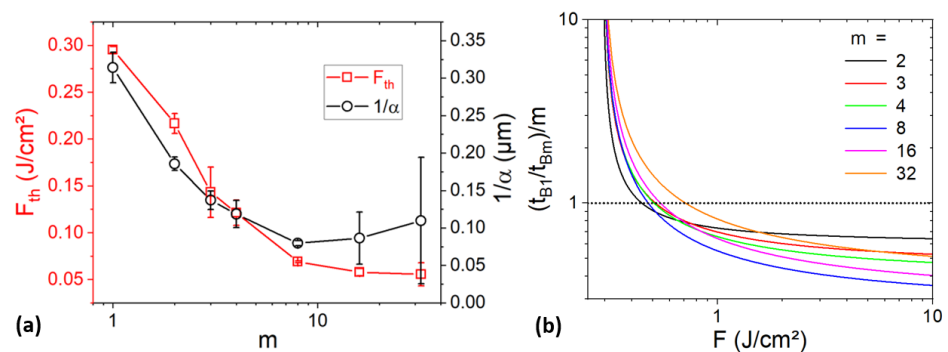 0.30
0.25
0.20
0.15
0.10
0.05
F_th (J/cm²)
F_th
1/α
0.35
0.30
0.25
0.20
0.15
0.10
0.05
0.00
1/α (µm)
1
10
m
(a)
10
1
(t_B1/t_Bm)/m
m =
2
3
4
8
16
32
1
10
F (J/cm²)
(b)